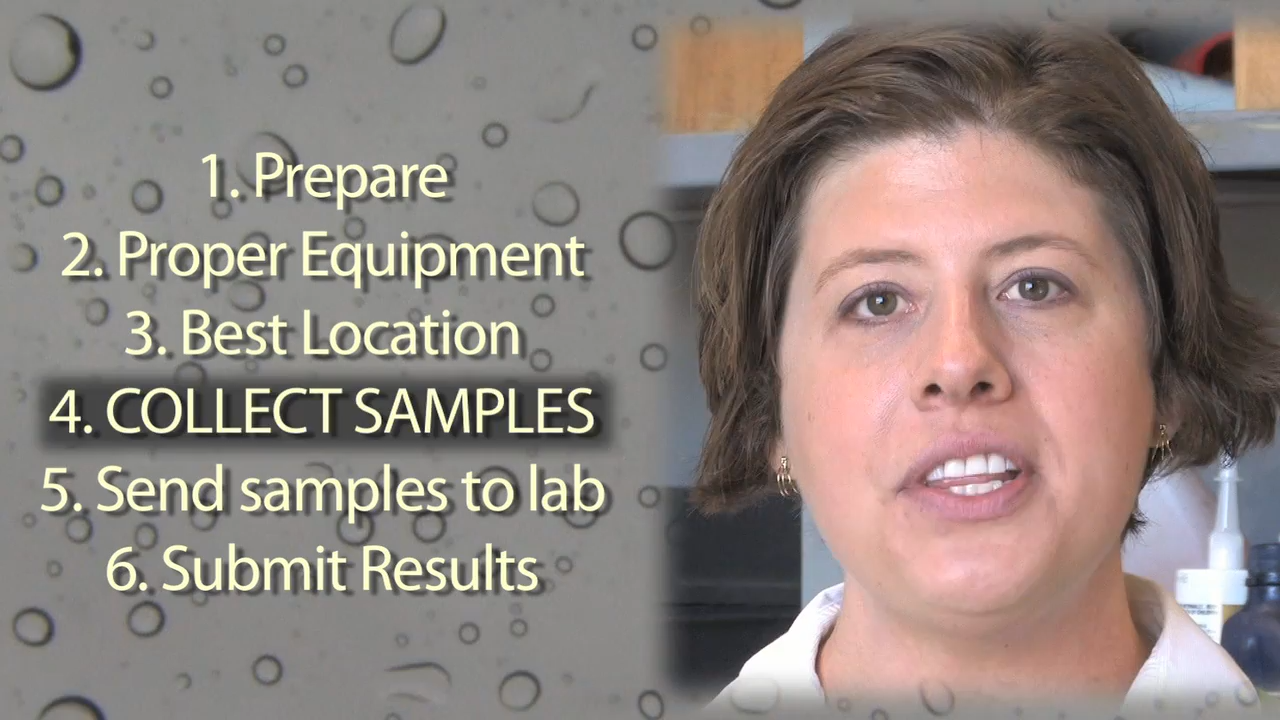 1. Prepare
2. Proper Equipment
3. Best Location
4. COLLECT SAMPLES
5. Send samples to lab
6. Submit Results